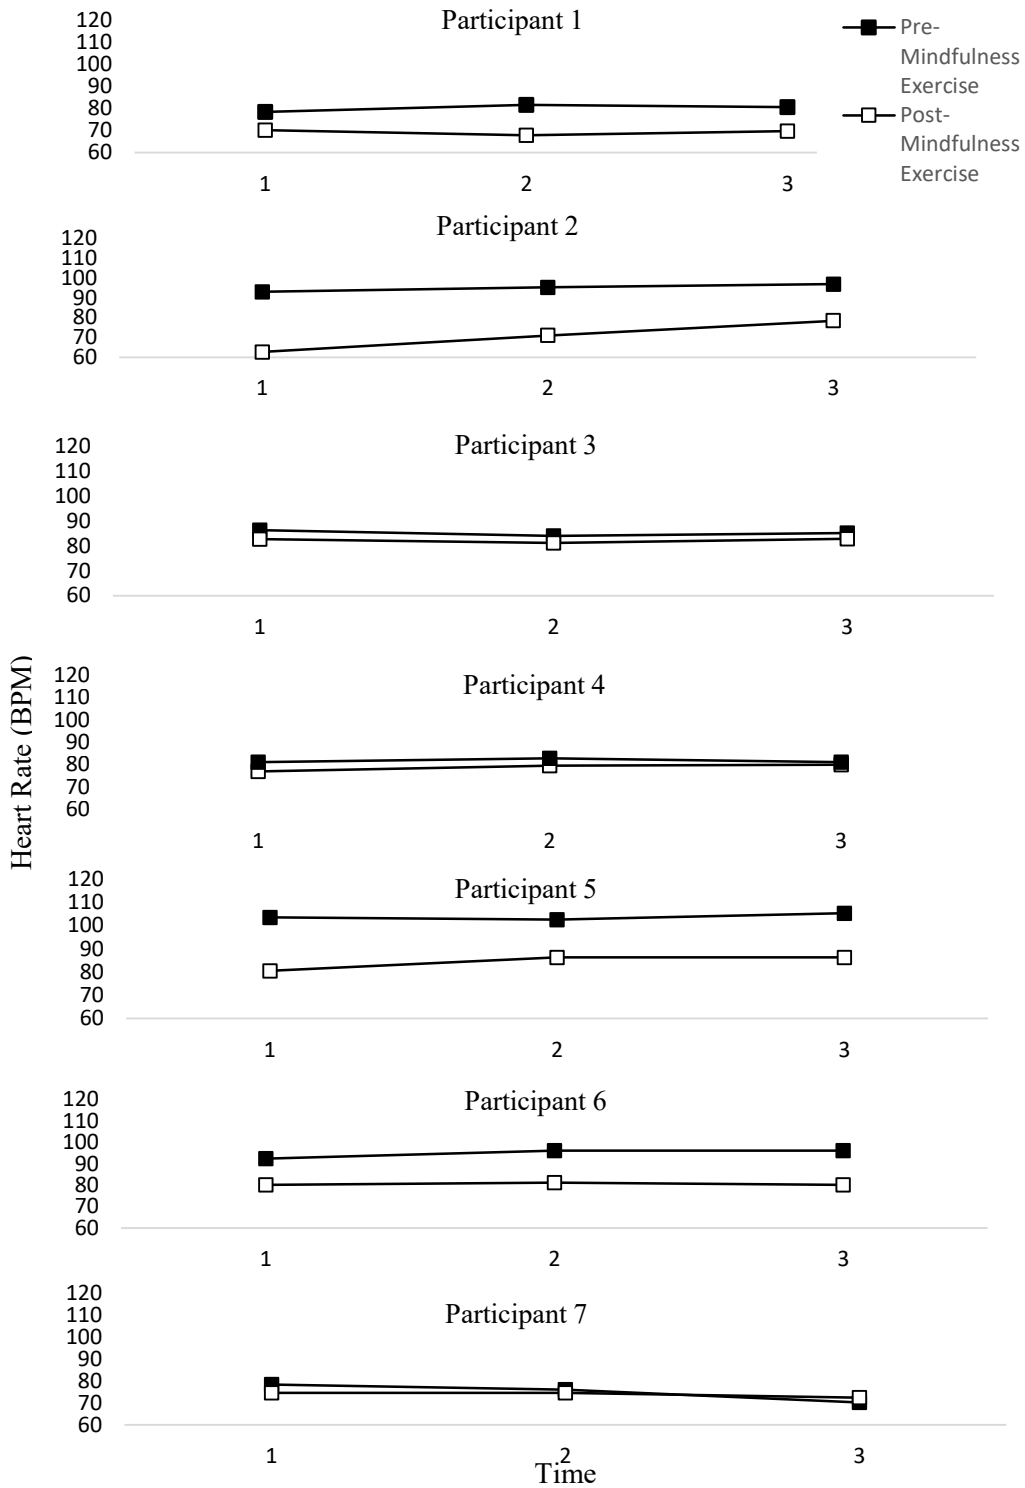 Participant 1
120
110
100
90
80
70
60
1 2 3
Pre-
Mindfulness
Exercise
Post-
Mindfulness
Exercise
Participant 2
120
110
100
90
80
70
60
1 2 3
Participant 3
120
110
100
90
80
70
60
1 2 3
Heart Rate (BPM)
Participant 4
120
110
100
90
80
70
60
1 2 3
Participant 5
120
110
100
90
80
70
60
1 2 3
Participant 6
120
110
100
90
80
70
60
1 2 3
Participant 7
120
110
100
90
80
70
60
1 2 3
Time